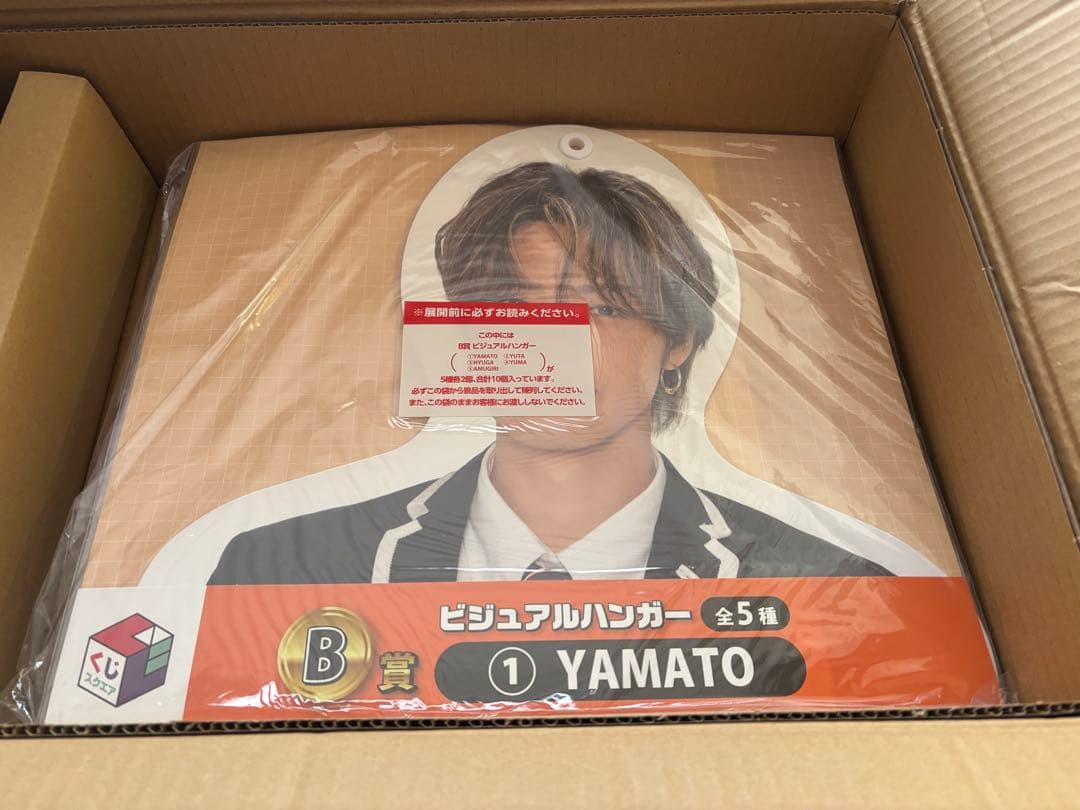 ※展開前に必ずお読みください。
この中には
B賞 ビジュアルハンガー
(①YAMATO ②YUTA
③HYUGA ④YUMA
⑤AMUGIRI)が
5種各2個、合計10個入っています。
必ずこの袋から景品を取り出して陳列してください。
また、この袋のままお客様にお渡ししないでください。
くじ
スクエア
B賞
ビジュアルハンガー 全5種
① YAMATO